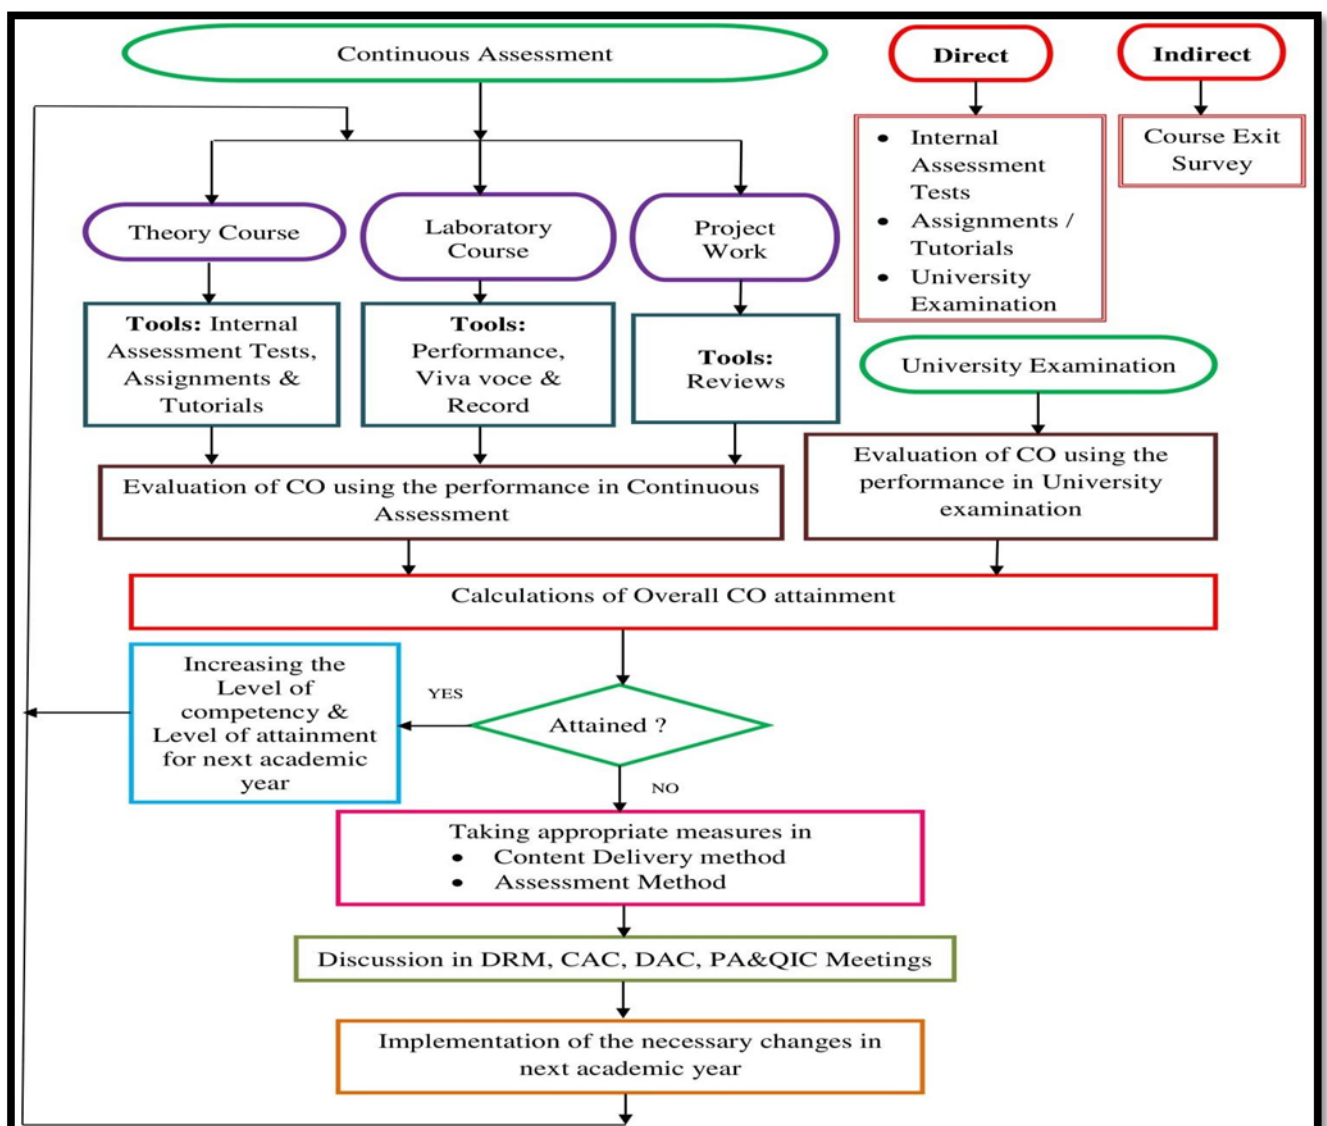 Continuous Assessment
Direct
Indirect
• Internal
Assessment
Tests
• Assignments /
Tutorials
• University
Examination
Course Exit
Survey
Theory Course
Laboratory
Course
Project
Work
Tools: Internal
Assessment Tests,
Assignments &
Tutorials
Tools:
Performance,
Viva voce &
Record
Tools:
Reviews
University Examination
Evaluation of CO using the performance in Continuous
Assessment
Evaluation of CO using the
performance in University
examination
Calculations of Overall CO attainment
Increasing the
Level of
competency &
Level of attainment
for next academic
year
YES
Attained ?
NO
Taking appropriate measures in
• Content Delivery method
• Assessment Method
Discussion in DRM, CAC, DAC, PA&QIC Meetings
Implementation of the necessary changes in
next academic year